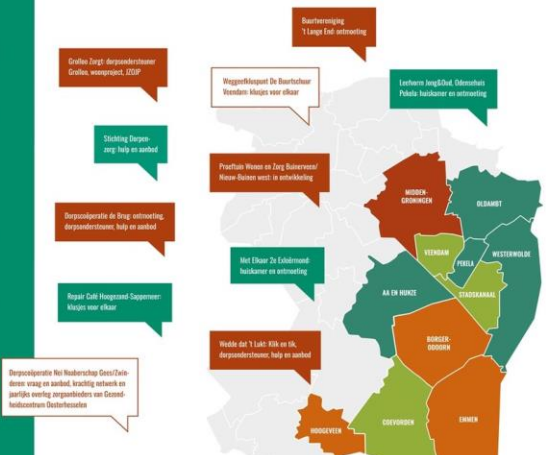 Buurtvereniging
't Lange End: ontmoeting
Grolloo Zorgt: dorpsondersteuner
Grolloo, woonproject, JZOJP
Weggeefkluspunt De Buurtschuur
Veendam: klusjes voor elkaar
Leefvorm Jong&Oud, Odensehuis
Pekela: huiskamer en ontmoeting
Stichting Dorpen-
zorg: hulp en aanbod
Proeftuin Wonen en Zorg Buinerveen/
Nieuw-Buinen west: in ontwikkeling
Dorpscoöperatie de Brug: ontmoeting,
dorpsondersteuner, hulp en aanbod
Met Elkaar 2e Exloërmond:
huiskamer en ontmoeting
Repair Café Hoogezand-Sappemeer:
klusjes voor elkaar
Wedde dat 't Lukt: Klik en tik,
dorpsondersteuner, hulp en aanbod
Dorpscoöperatie Nei Noaberschap Gees/Zwin-
deren: vraag en aanbod, krachtig netwerk en
jaarlijks overleg zorgaanbieders van Gezond-
heidscentrum Oosterhesselen
MIDDEN-
GRONINGEN
OLDAMBT
VEENDAM
PEKELA
WESTERWOLDE
STADSKANAAL
AA EN HUNZE
BORGER-
ODOORN
HOOGEVEEN
COEVORDEN
EMMEN